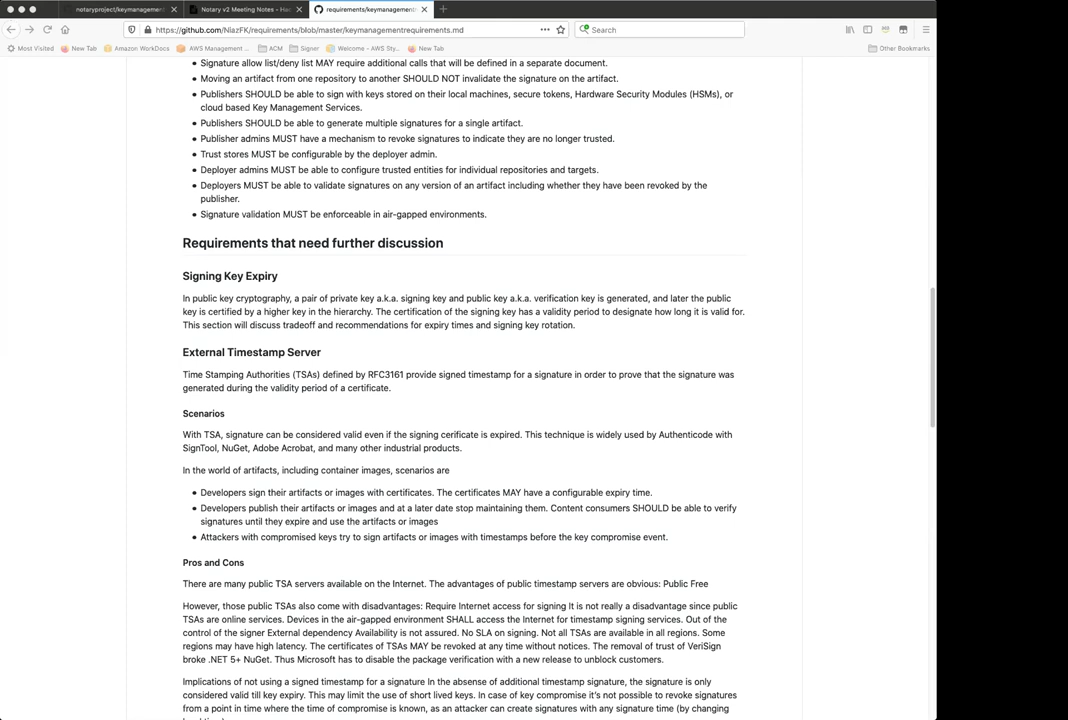 notaryproject/keymanagement
Notary v2 Meeting Notes - Hac
requirements/keymanagement
https://github.com/NiazFK/requirements/blob/master/keymanagementrequirements.md
Search
Most Visited
New Tab
Amazon WorkDocs
AWS Management ...
ACM
Signer
Welcome - AWS Sty...
New Tab
Other Bookmarks
Signature allow list/deny list MAY require additional calls that will be defined in a separate document.
Moving an artifact from one repository to another SHOULD NOT invalidate the signature on the artifact.
Publishers SHOULD be able to sign with keys stored on their local machines, secure tokens, Hardware Security Modules (HSMs), or
cloud based Key Management Services.
Publishers SHOULD be able to generate multiple signatures for a single artifact.
Publisher admins MUST have a mechanism to revoke signatures to indicate they are no longer trusted.
Trust stores MUST be configurable by the deployer admin.
Deployer admins MUST be able to configure trusted entities for individual repositories and targets.
Deployers MUST be able to validate signatures on any version of an artifact including whether they have been revoked by the
publisher.
Signature validation MUST be enforceable in air-gapped environments.
Requirements that need further discussion
Signing Key Expiry
In public key cryptography, a pair of private key a.k.a. signing key and public key a.k.a. verification key is generated, and later the public
key is certified by a higher key in the hierarchy. The certification of the signing key has a validity period to designate how long it is valid for.
This section will discuss tradeoff and recommendations for expiry times and signing key rotation.
External Timestamp Server
Time Stamping Authorities (TSAs) defined by RFC3161 provide signed timestamp for a signature in order to prove that the signature was
generated during the validity period of a certificate.
Scenarios
With TSA, signature can be considered valid even if the signing cerificate is expired. This technique is widely used by Authenticode with
SignTool, NuGet, Adobe Acrobat, and many other industrial products.
In the world of artifacts, including container images, scenarios are
Developers sign their artifacts or images with certificates. The certificates MAY have a configurable expiry time.
Developers publish their artifacts or images and at a later date stop maintaining them. Content consumers SHOULD be able to verify
signatures until they expire and use the artifacts or images
Attackers with compromised keys try to sign artifacts or images with timestamps before the key compromise event.
Pros and Cons
There are many public TSA servers available on the Internet. The advantages of public timestamp servers are obvious: Public Free
However, those public TSAs also come with disadvantages: Require Internet access for signing It is not really a disadvantage since public
TSAs are online services. Devices in the air-gapped environment SHALL access the Internet for timestamp signing services. Out of the
control of the signer External dependency Availability is not assured. No SLA on signing. Not all TSAs are available in all regions. Some
regions may have high latency. The certificates of TSAs MAY be revoked at any time without notices. The removal of trust of VeriSign
broke .NET 5+ NuGet. Thus Microsoft has to disable the package verification with a new release to unblock customers.
Implications of not using a signed timestamp for a signature In the absense of additional timestamp signature, the signature is only
considered valid till key expiry. This may limit the use of short lived keys. In case of key compromise it's not possible to revoke signatures
from a point in time where the time of compromise is known, as an attacker can create signatures with any signature time (by changing